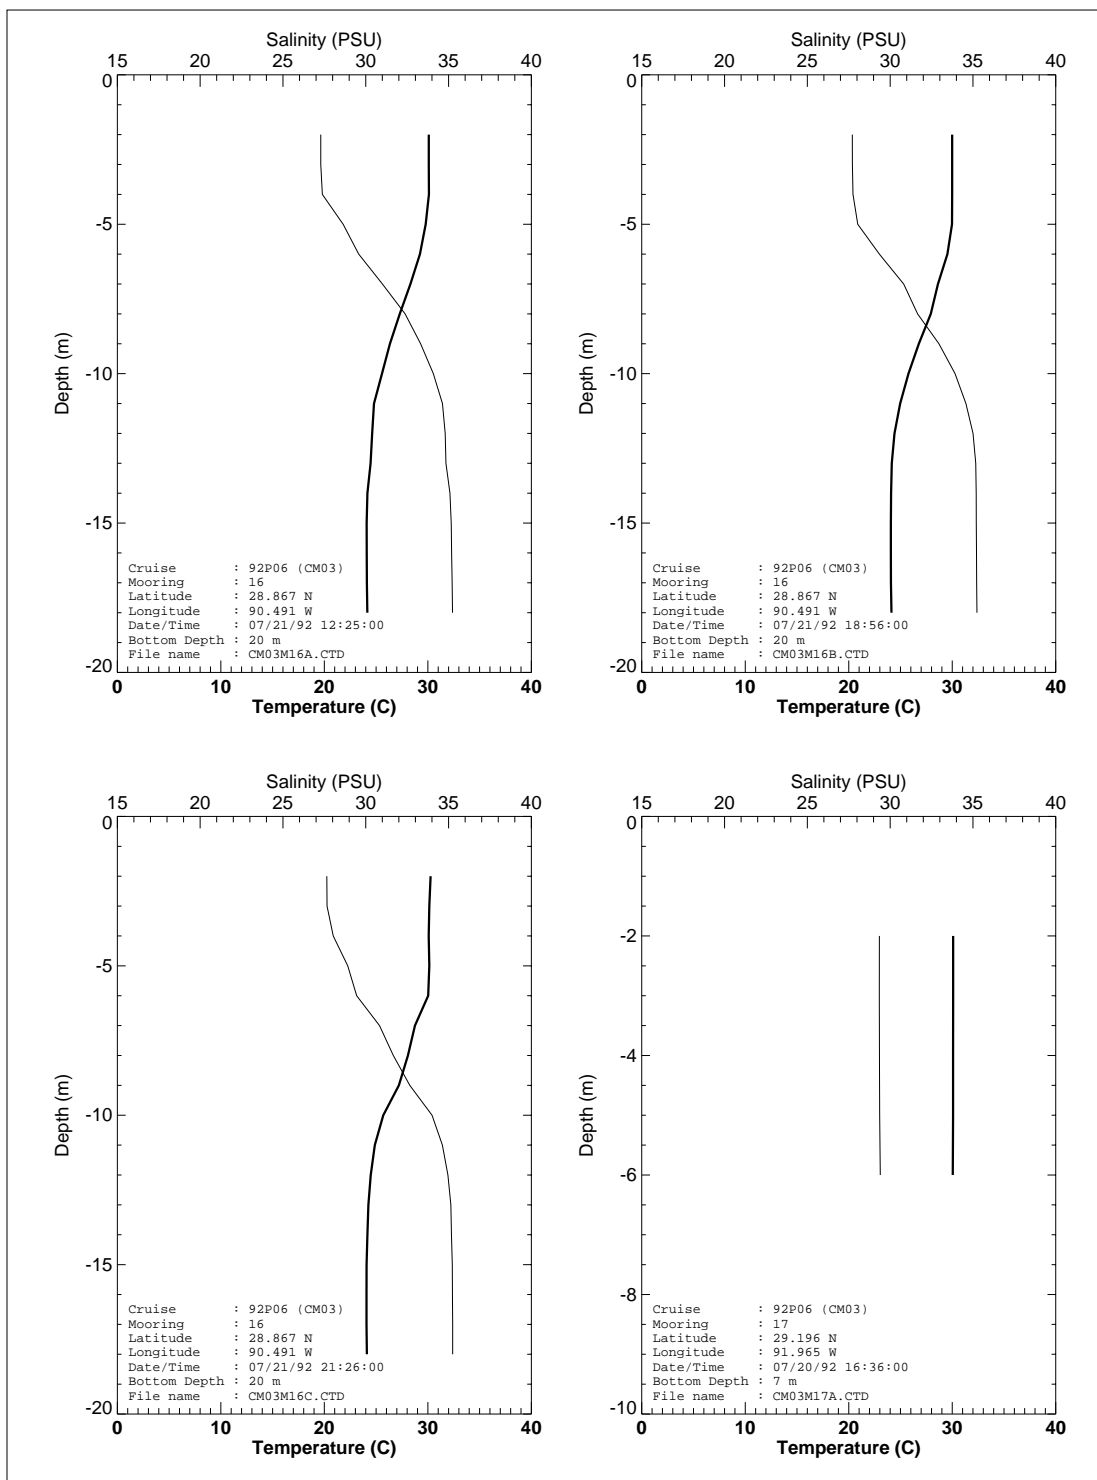 Salinity (PSU)
15 20 25 30 35 40
0
-5
-10
-15
-20
Depth (m)
Cruise : 92P06 (CM03)
Mooring : 16
Latitude : 28.867 N
Longitude : 90.491 W
Date/Time : 07/21/92 12:25:00
Bottom Depth : 20 m
File name : CM03M16A.CTD
0 10 20 30 40
Temperature (C)
Salinity (PSU)
15 20 25 30 35 40
0
-5
-10
-15
-20
Depth (m)
Cruise : 92P06 (CM03)
Mooring : 16
Latitude : 28.867 N
Longitude : 90.491 W
Date/Time : 07/21/92 18:56:00
Bottom Depth : 20 m
File name : CM03M16B.CTD
0 10 20 30 40
Temperature (C)
Salinity (PSU)
15 20 25 30 35 40
0
-5
-10
-15
-20
Depth (m)
Cruise : 92P06 (CM03)
Mooring : 16
Latitude : 28.867 N
Longitude : 90.491 W
Date/Time : 07/21/92 21:26:00
Bottom Depth : 20 m
File name : CM03M16C.CTD
0 10 20 30 40
Temperature (C)
Salinity (PSU)
15 20 25 30 35 40
0
-2
-4
-6
-8
-10
Depth (m)
Cruise : 92P06 (CM03)
Mooring : 17
Latitude : 29.196 N
Longitude : 91.965 W
Date/Time : 07/20/92 16:36:00
Bottom Depth : 7 m
File name : CM03M17A.CTD
0 10 20 30 40
Temperature (C)